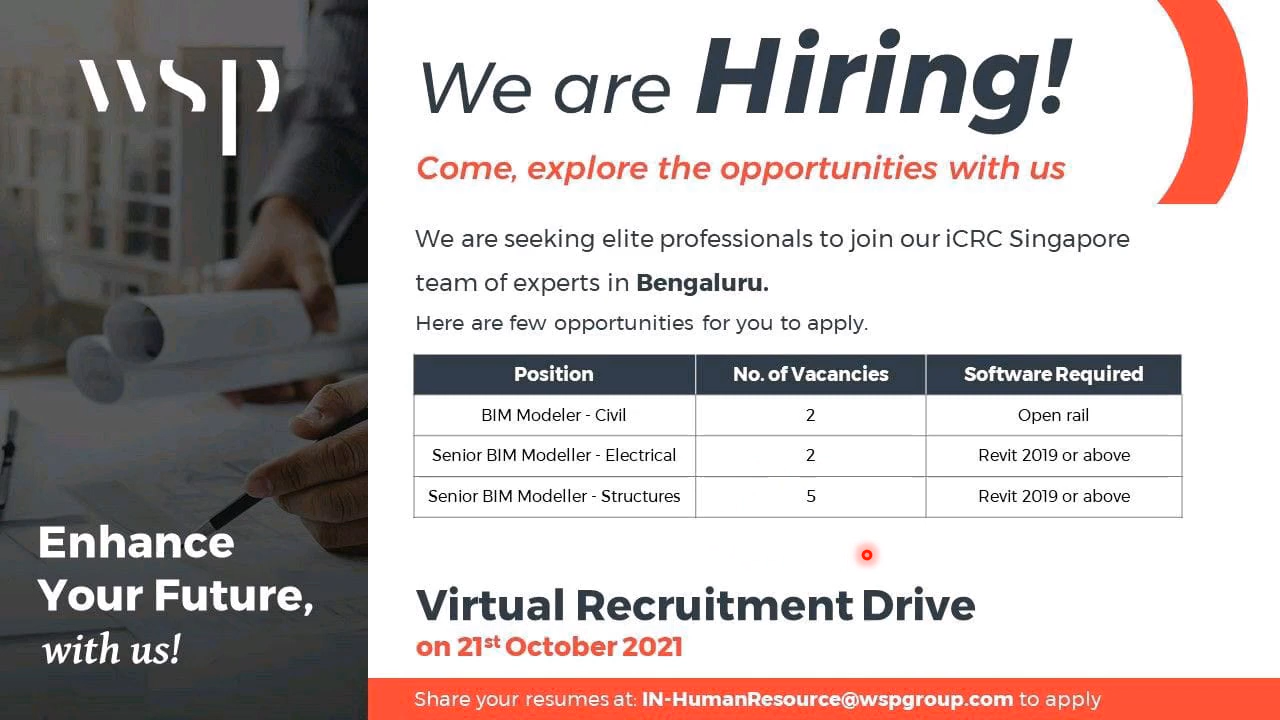 wsp
We are Hiring!
Come, explore the opportunities with us
We are seeking elite professionals to join our iCRC Singapore
team of experts in Bengaluru.
Here are few opportunities for you to apply.
Position No. of Vacancies Software Required
BIM Modeler - Civil 2 Open rail
Senior BIM Modeller - Electrical 2 Revit 2019 or above
Senior BIM Modeller - Structures 5 Revit 2019 or above
Enhance
Your Future,
with us!
Virtual Recruitment Drive
on 21st October 2021
Share your resumes at: IN-HumanResource@wspgroup.com to apply